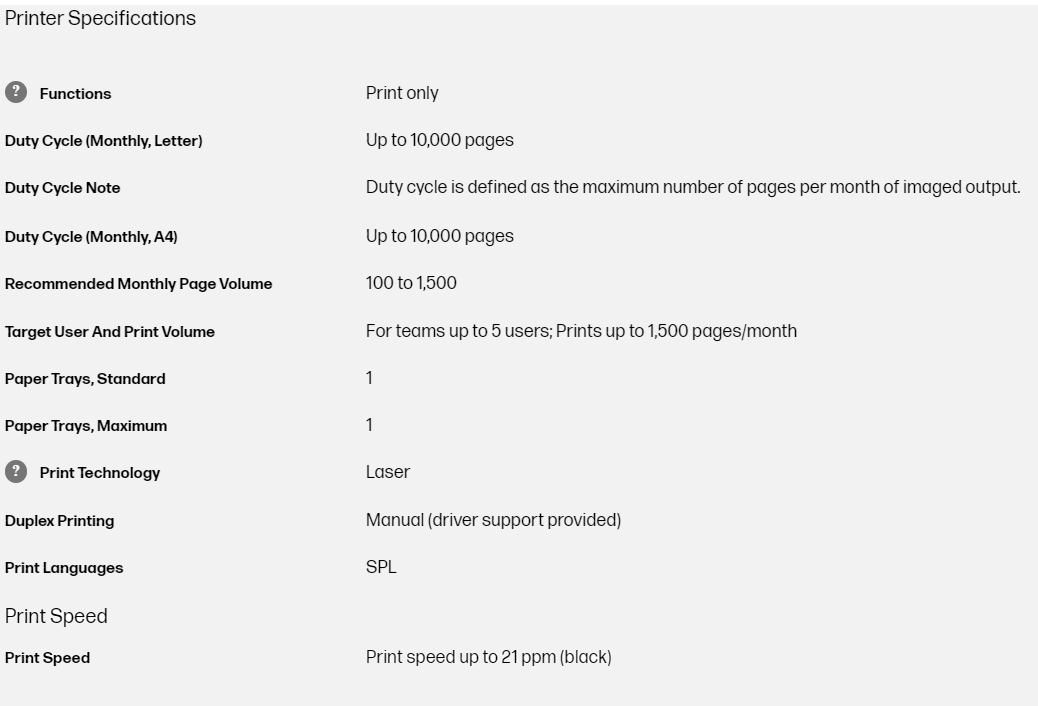 Printer Specifications
? Functions Print only
Duty Cycle (Monthly, Letter) Up to 10,000 pages
Duty Cycle Note Duty cycle is defined as the maximum number of pages per month of imaged output.
Duty Cycle (Monthly, A4) Up to 10,000 pages
Recommended Monthly Page Volume 100 to 1,500
Target User And Print Volume For teams up to 5 users; Prints up to 1,500 pages/month
Paper Trays, Standard 1
Paper Trays, Maximum 1
? Print Technology Laser
Duplex Printing Manual (driver support provided)
Print Languages SPL
Print Speed
Print Speed Print speed up to 21 ppm (black)